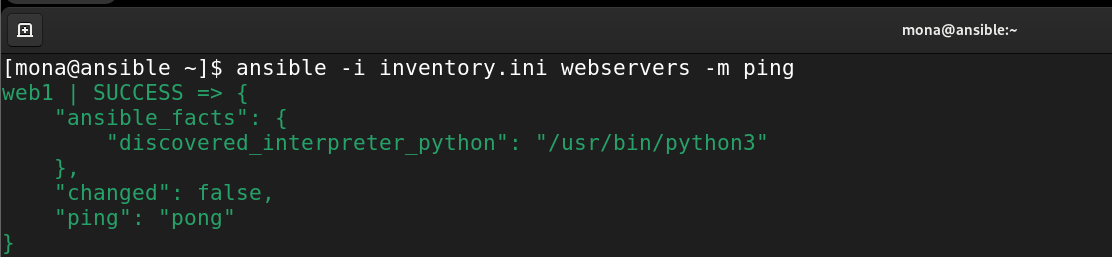 mona@ansible:~
[mona@ansible ~]$ ansible -i inventory.ini webservers -m ping
web1 | SUCCESS => {
    "ansible_facts": {
        "discovered_interpreter_python": "/usr/bin/python3"
    },
    "changed": false,
    "ping": "pong"
}